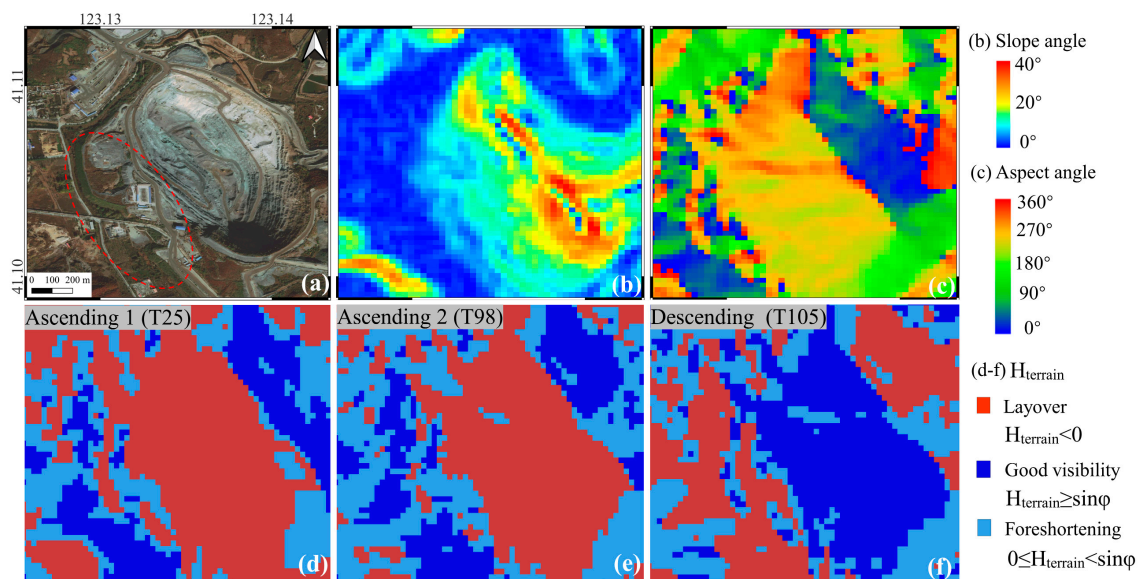 123.13 123.14
41.11
41.10
0 100 200 m
(a)
(b)
(c)
(b) Slope angle
40°
20°
0°
(c) Aspect angle
360°
270°
180°
90°
0°
Ascending 1 (T25)
(d)
Ascending 2 (T98)
(e)
Descending (T105)
(f)
(d-f) Hterrain
Layover
Hterrain<0
Good visibility
Hterrain≥sinφ
Foreshortening
0≤Hterrain<sinφ